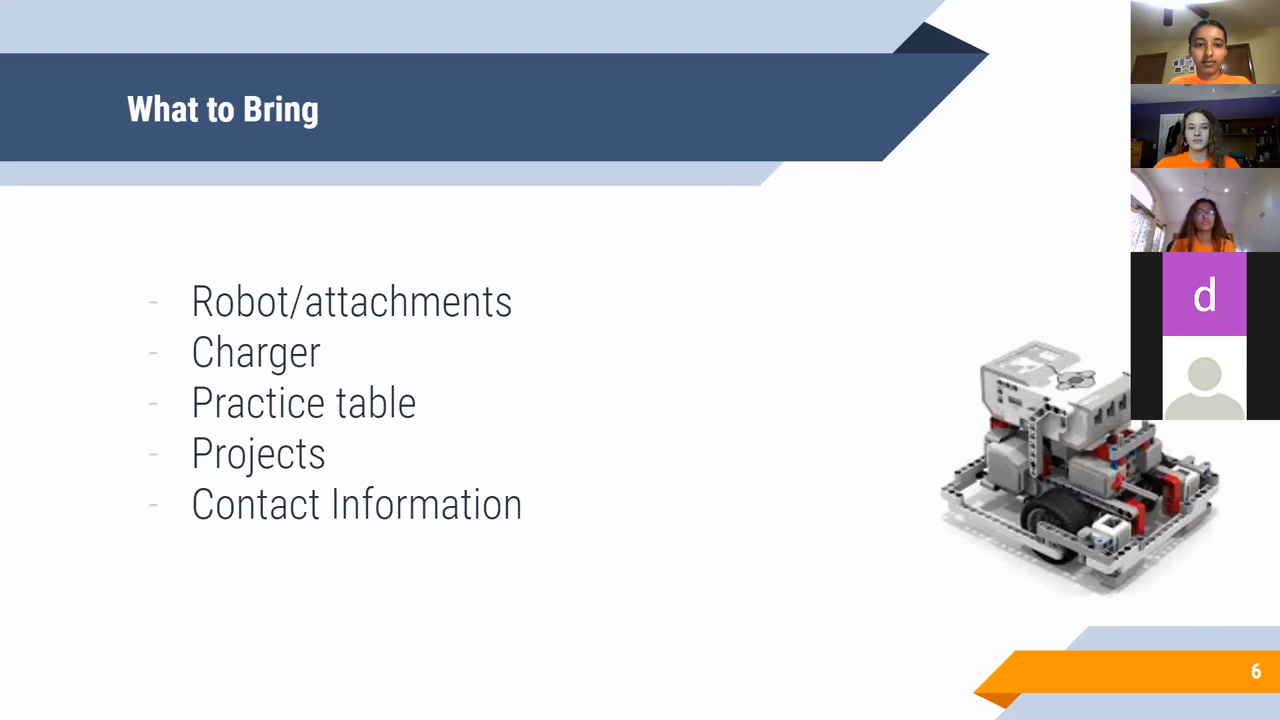 What to Bring
- Robot/attachments
- Charger
- Practice table
- Projects
- Contact Information
d
6